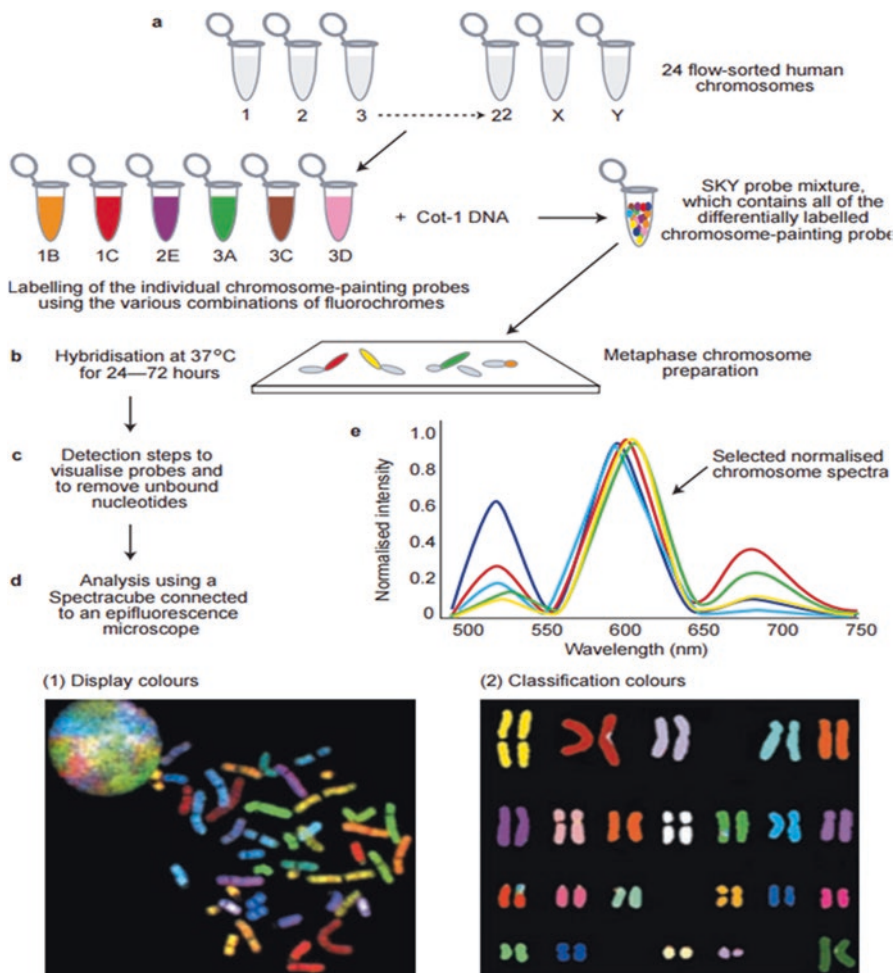 a
1 2 3 22 X Y
24 flow-sorted human
chromosomes
1B 1C 2E 3A 3C 3D
+ Cot-1 DNA
SKY probe mixture,
which contains all of the
differentially labelled
chromosome-painting probe
Labelling of the individual chromosome-painting probes
using the various combinations of fluorochromes
b
Hybridisation at 37°C
for 24—72 hours
Metaphase chromosome
preparation
c
Detection steps to
visualise probes and
to remove unbound
nucleotides
d
Analysis using a
Spectracube connected
to an epifluorescence
microscope
e
Normalised intensity
1.0
0.8
0.6
0.4
0.2
0
500 550 600 650 700 750
Wavelength (nm)
Selected normalised
chromosome spectra
(1) Display colours
(2) Classification colours